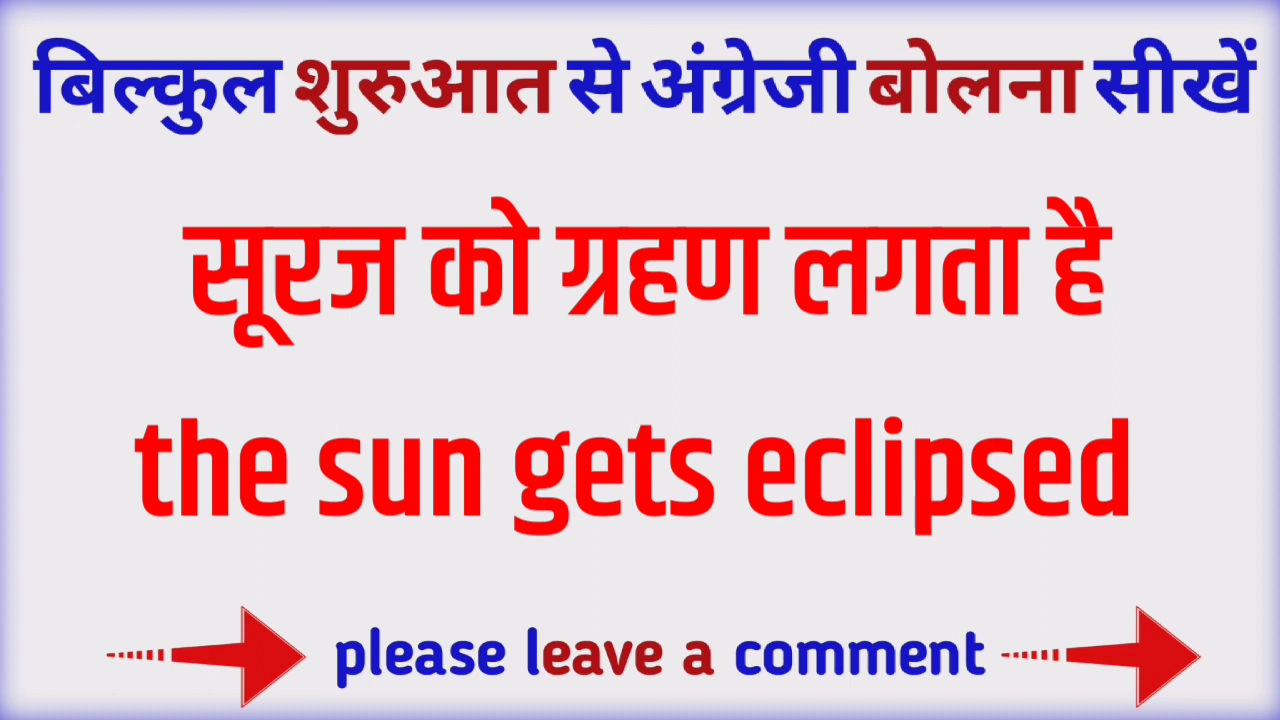 बिल्कुल शुरुआत से अंग्रेजी बोलना सीखें
सूरज को ग्रहण लगता है
the sun gets eclipsed
please leave a comment